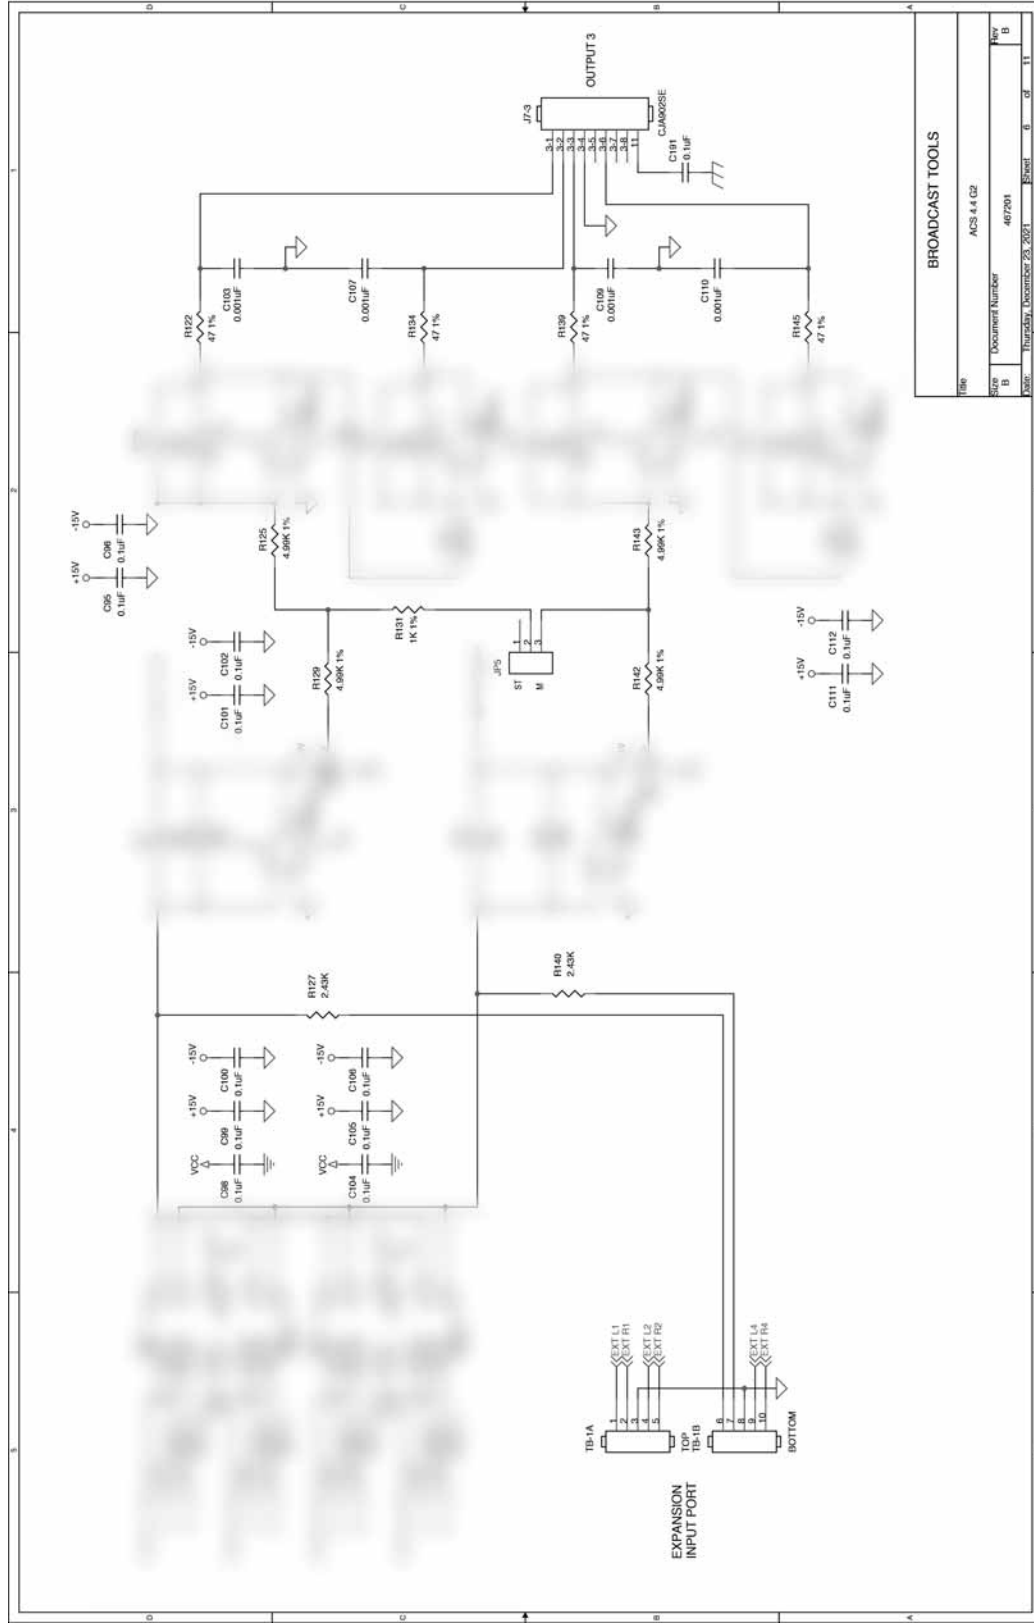 5
4
3
2
1
D
D
C
C
B
B
A
A
-15V
C96
0.1uF
+15V
C95
0.1uF
-15V
C102
0.1uF
+15V
C101
0.1uF
VCC
C98
0.1uF
+15V
C99
0.1uF
-15V
C100
0.1uF
VCC
C104
0.1uF
+15V
C105
0.1uF
-15V
C106
0.1uF
R127
2.43K
R140
2.43K
R129
4.99K 1%
R125
4.99K 1%
R131
1K 1%
JP5
ST
M
1
2
3
R142
4.99K 1%
R143
4.99K 1%
+15V
C111
0.1uF
-15V
C112
0.1uF
R122
47 1%
R134
47 1%
R139
47 1%
R145
47 1%
C103
0.001uF
C107
0.001uF
C109
0.001uF
C110
0.001uF
J7-3
OUTPUT 3
3-1
3-2
3-3
3-4
3-5
3-6
3-7
3-8
11
CJA902SE
C191
0.1uF
EXPANSION
INPUT PORT
TB-1A
1
2
3
4
5
EXT L1
EXT R1
EXT L2
EXT R2
TOP
TB-1B
6
7
8
9
10
EXT L4
EXT R4
BOTTOM
BROADCAST TOOLS
Title
ACS 4.4 G2
Size
B
Document Number
467201
Rev
B
Date: Thursday, December 23, 2021 Sheet 6 of 11